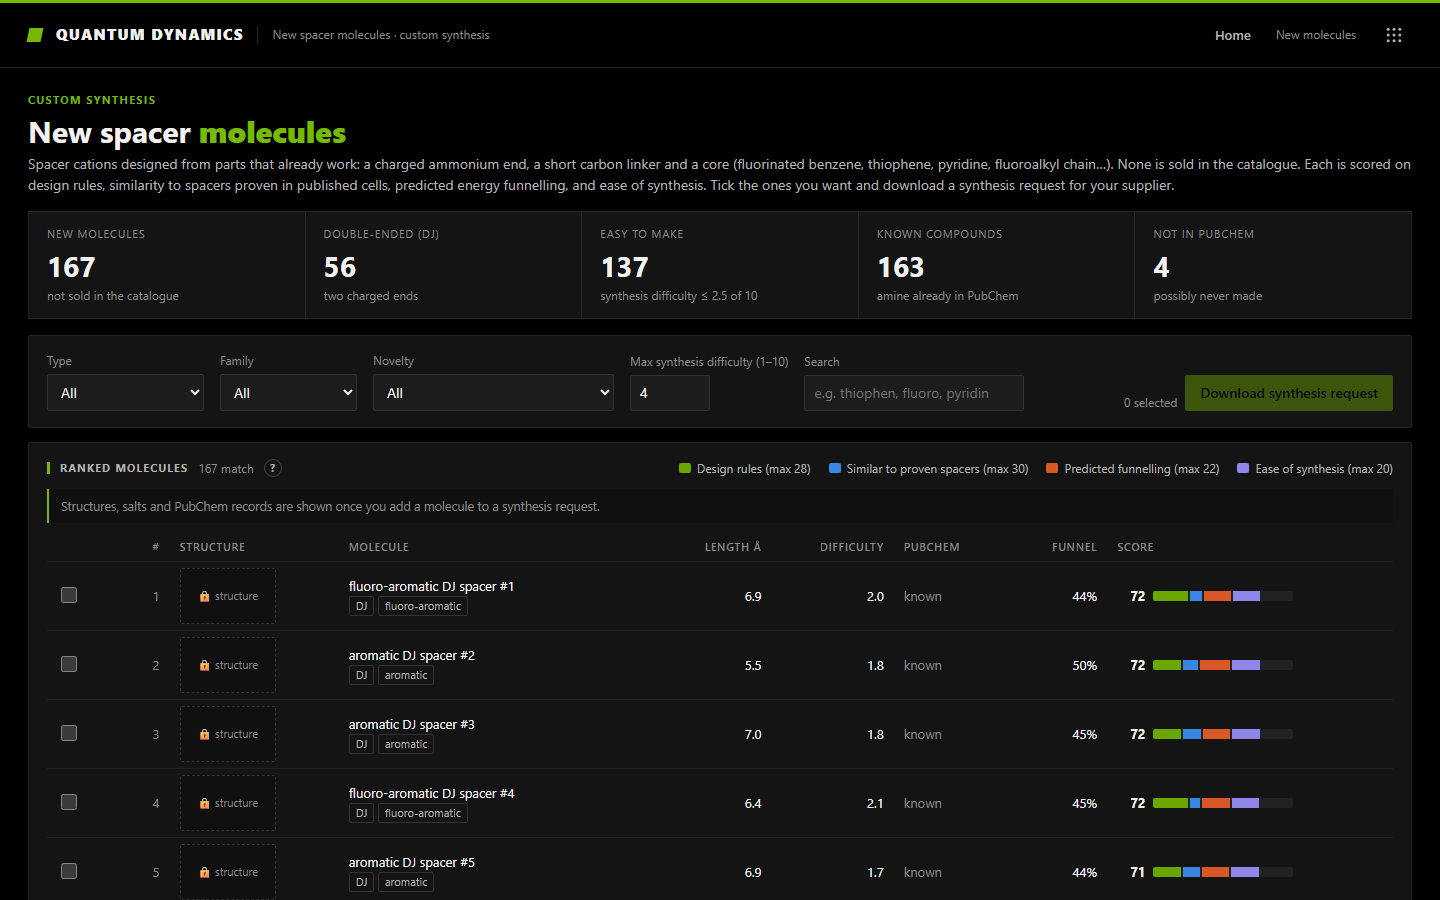 QUANTUM DYNAMICS
New spacer molecules · custom synthesis
Home
New molecules
CUSTOM SYNTHESIS
New spacer molecules
Spacer cations designed from parts that already work: a charged ammonium end, a short carbon linker and a core (fluorinated benzene, thiophene, pyridine, fluoroalkyl chain...). None is sold in the catalogue. Each is scored on
design rules, similarity to spacers proven in published cells, predicted energy funnelling, and ease of synthesis. Tick the ones you want and download a synthesis request for your supplier.
NEW MOLECULES
167
not sold in the catalogue
DOUBLE-ENDED (DJ)
56
two charged ends
EASY TO MAKE
137
synthesis difficulty ≤ 2.5 of 10
KNOWN COMPOUNDS
163
amine already in PubChem
NOT IN PUBCHEM
4
possibly never made
Type
All
Family
All
Novelty
All
Max synthesis difficulty (1–10)
4
Search
e.g. thiophen, fluoro, pyridin
0 selected
Download synthesis request
RANKED MOLECULES 167 match ?
Design rules (max 28)
Similar to proven spacers (max 30)
Predicted funnelling (max 22)
Ease of synthesis (max 20)
Structures, salts and PubChem records are shown once you add a molecule to a synthesis request.
# STRUCTURE MOLECULE LENGTH Å DIFFICULTY PUBCHEM FUNNEL SCORE
1 structure fluoro-aromatic DJ spacer #1 6.9 2.0 known 44% 72
DJ fluoro-aromatic
2 structure aromatic DJ spacer #2 5.5 1.8 known 50% 72
DJ aromatic
3 structure aromatic DJ spacer #3 7.0 1.8 known 45% 72
DJ aromatic
4 structure fluoro-aromatic DJ spacer #4 6.4 2.1 known 45% 72
DJ fluoro-aromatic
5 structure aromatic DJ spacer #5 6.9 1.7 known 44% 71
DJ aromatic